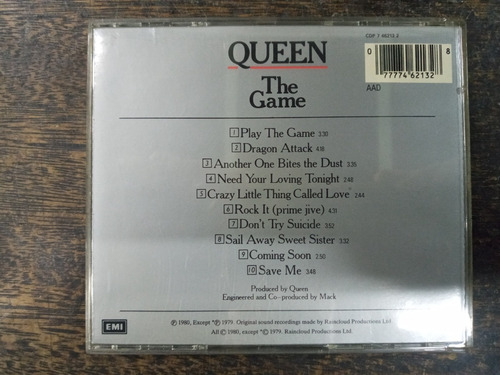 CDP 7 46213 2
QUEEN
0 77774 62132 8
The
Game
AAD
1 Play The Game 3:30
2 Dragon Attack 4:18
3 Another One Bites the Dust 3:35
4 Need Your Loving Tonight 2:48
5 Crazy Little Thing Called Love* 2:44
6 Rock It (prime jive) 4:31
7 Don't Try Suicide 3:52
8 Sail Away Sweet Sister 3:32
9 Coming Soon 2:50
10 Save Me 3:48
Produced by Queen
Engineered and Co-produced by Mack
EMI
℗ 1980, Except *℗ 1979. Original sound recordings made by Raincloud Productions Ltd.
All © 1980, except *© 1979. Raincloud Productions Ltd.